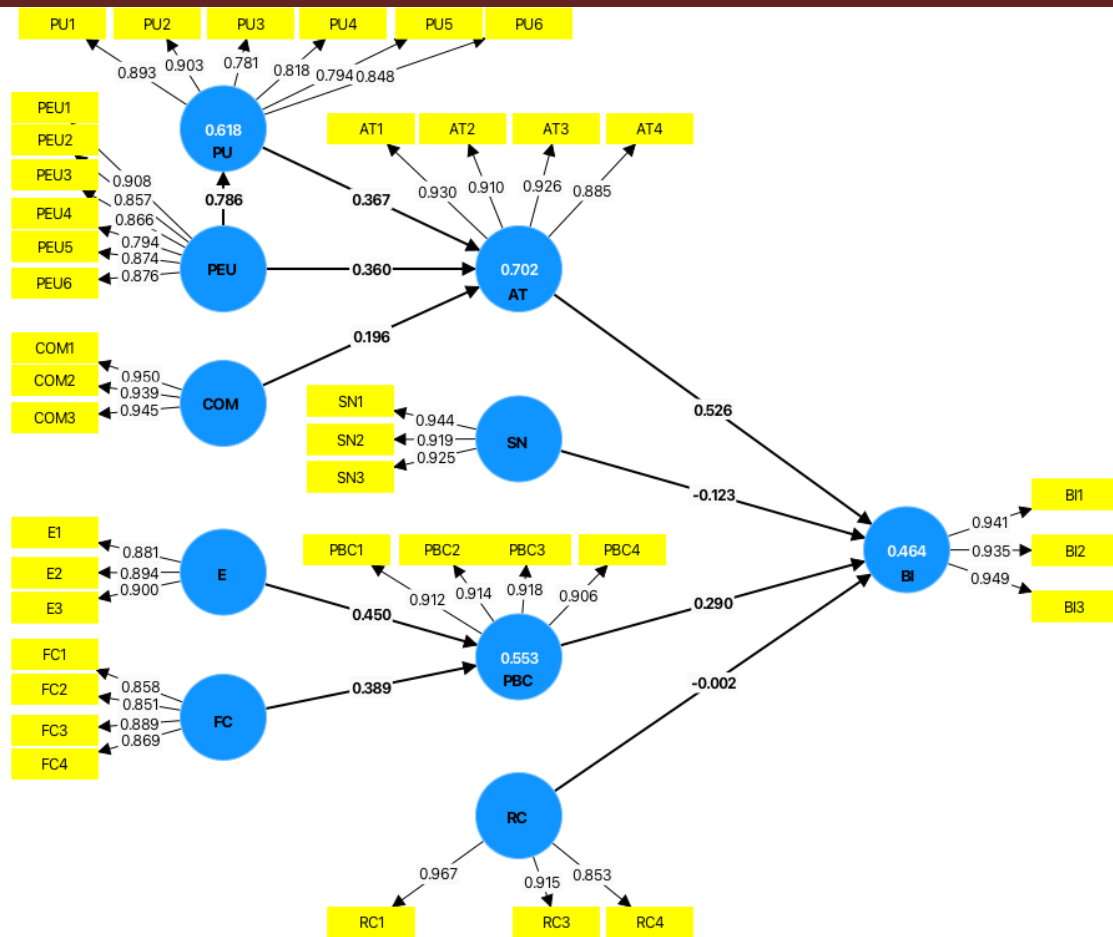 PU1 PU2 PU3 PU4 PU5 PU6
0.893 0.903 0.781 0.818 0.794 0.848
PEU1
PEU2
PEU3
PEU4
PEU5
PEU6
0.908
0.857
0.866
0.794
0.874
0.876
0.618
PU
0.786
PEU
0.367
0.360
0.196
AT1 AT2 AT3 AT4
0.930 0.910 0.926 0.885
0.702
AT
COM1
COM2
COM3
0.950
0.939
0.945
COM
SN1
SN2
SN3
0.944
0.919
0.925
SN
0.526
-0.123
E1
E2
E3
0.881
0.894
0.900
E
0.450
FC1
FC2
FC3
FC4
0.858
0.851
0.889
0.869
FC
0.389
PBC1 PBC2 PBC3 PBC4
0.912 0.914 0.918 0.906
0.553
PBC
0.290
-0.002
0.464
BI
0.941
0.935
0.949
BI1
BI2
BI3
RC
0.967 0.915 0.853
RC1 RC3 RC4